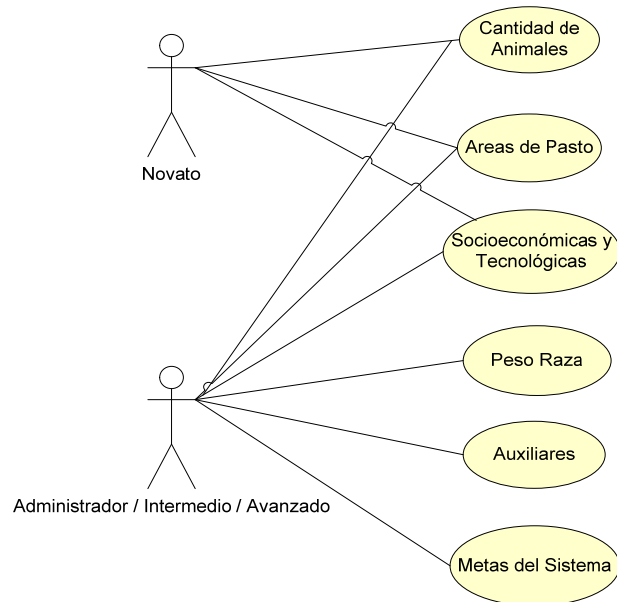 Cantidad de
Animales
Areas de Pasto
Novato
Socioeconómicas y
Tecnológicas
Peso Raza
Auxiliares
Administrador / Intermedio / Avanzado
Metas del Sistema